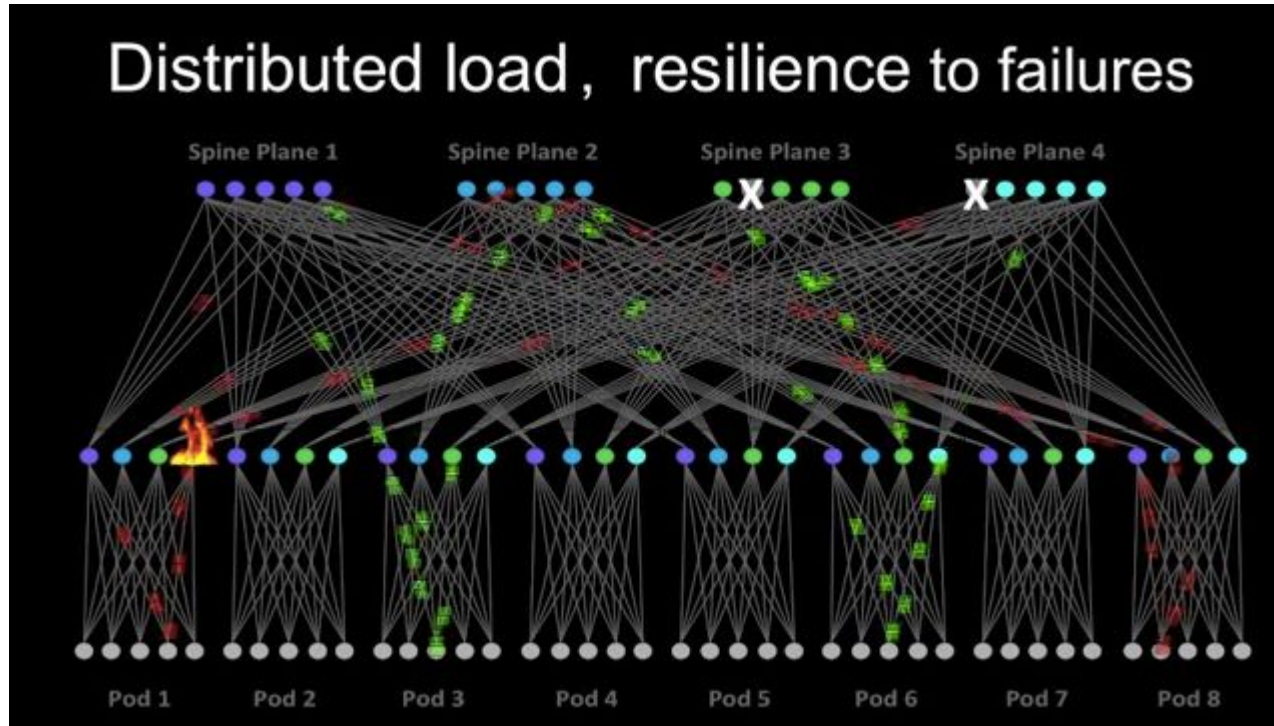 Distributed load, resilience to failures
Spine Plane 1 Spine Plane 2 Spine Plane 3 Spine Plane 4
X X
Pod 1 Pod 2 Pod 3 Pod 4 Pod 5 Pod 6 Pod 7 Pod 8